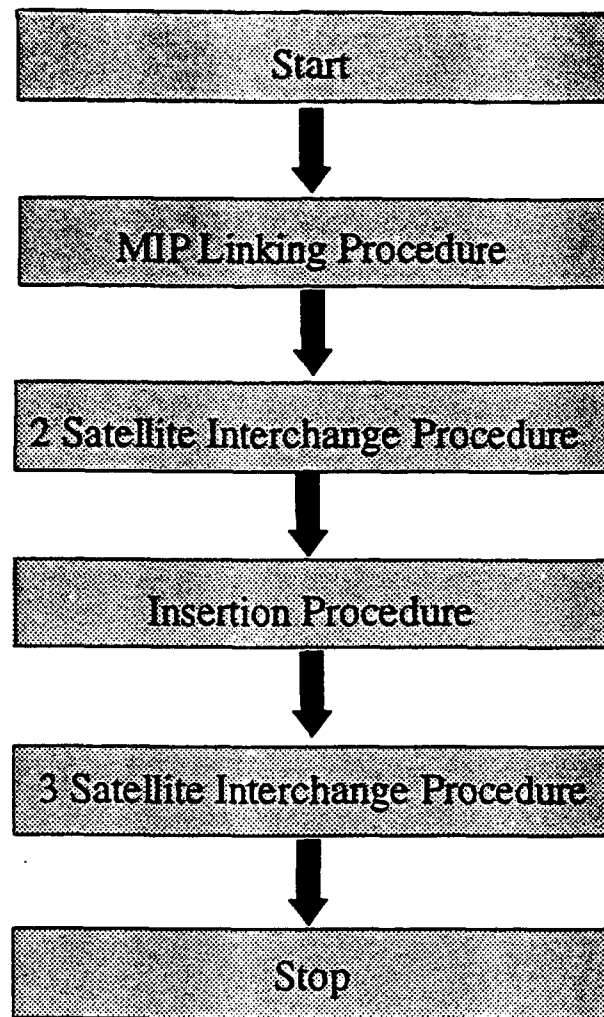 Start
MIP Linking Procedure
2 Satellite Interchange Procedure
Insertion Procedure
3 Satellite Interchange Procedure
Stop